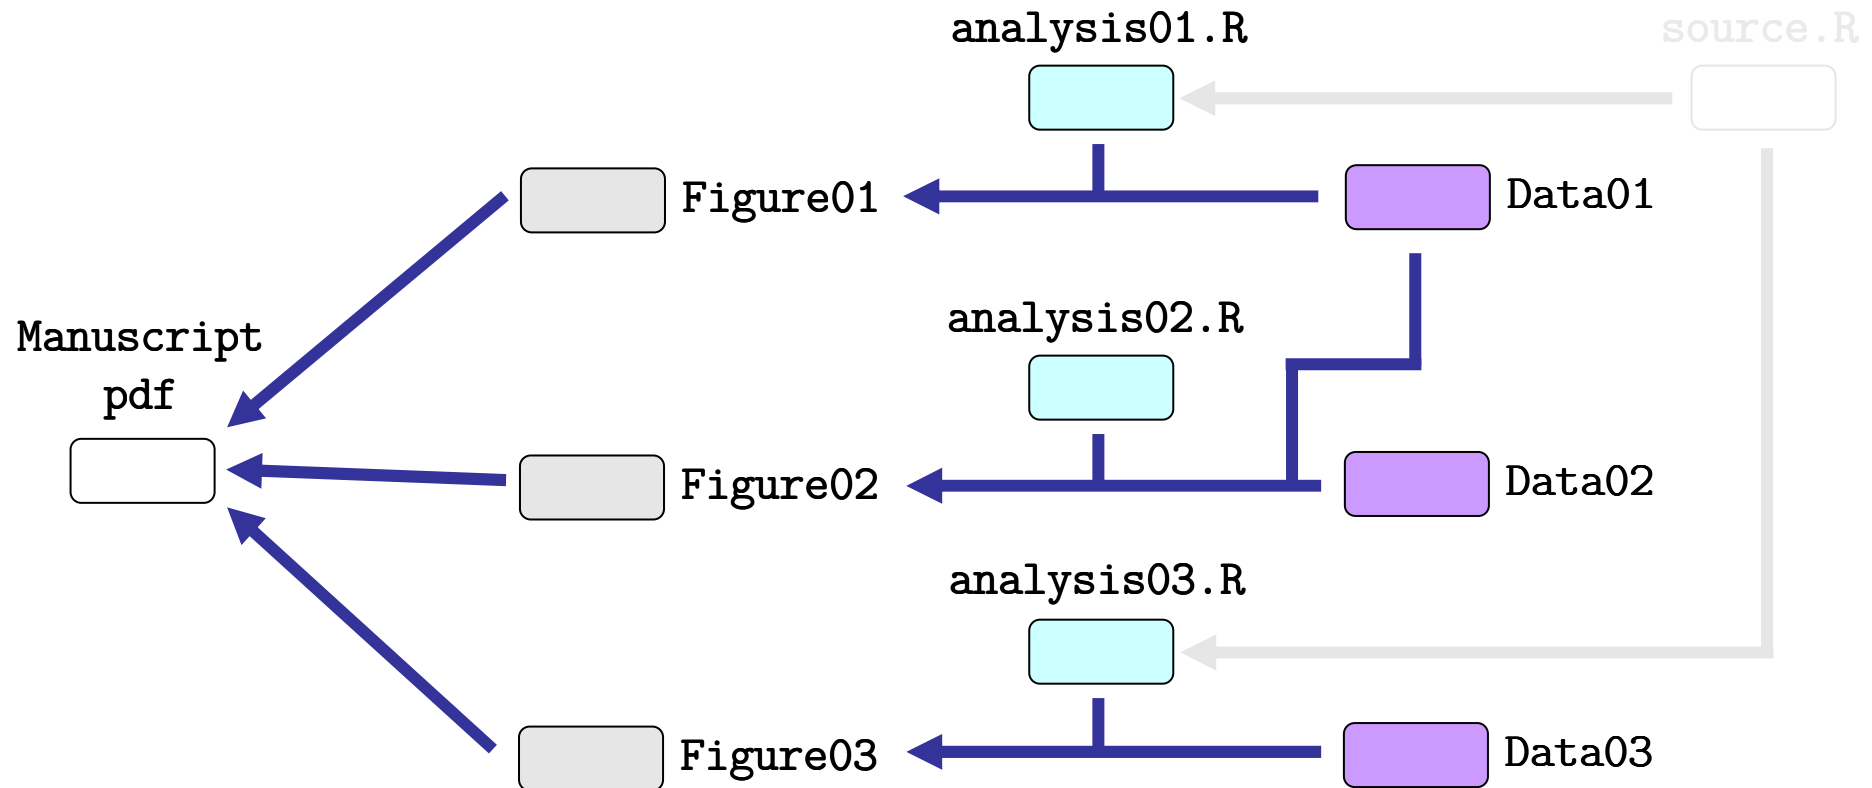 analysis01.R
source.R
Figure01
Data01
analysis02.R
Manuscript
pdf
Figure02
Data02
analysis03.R
Figure03
Data03